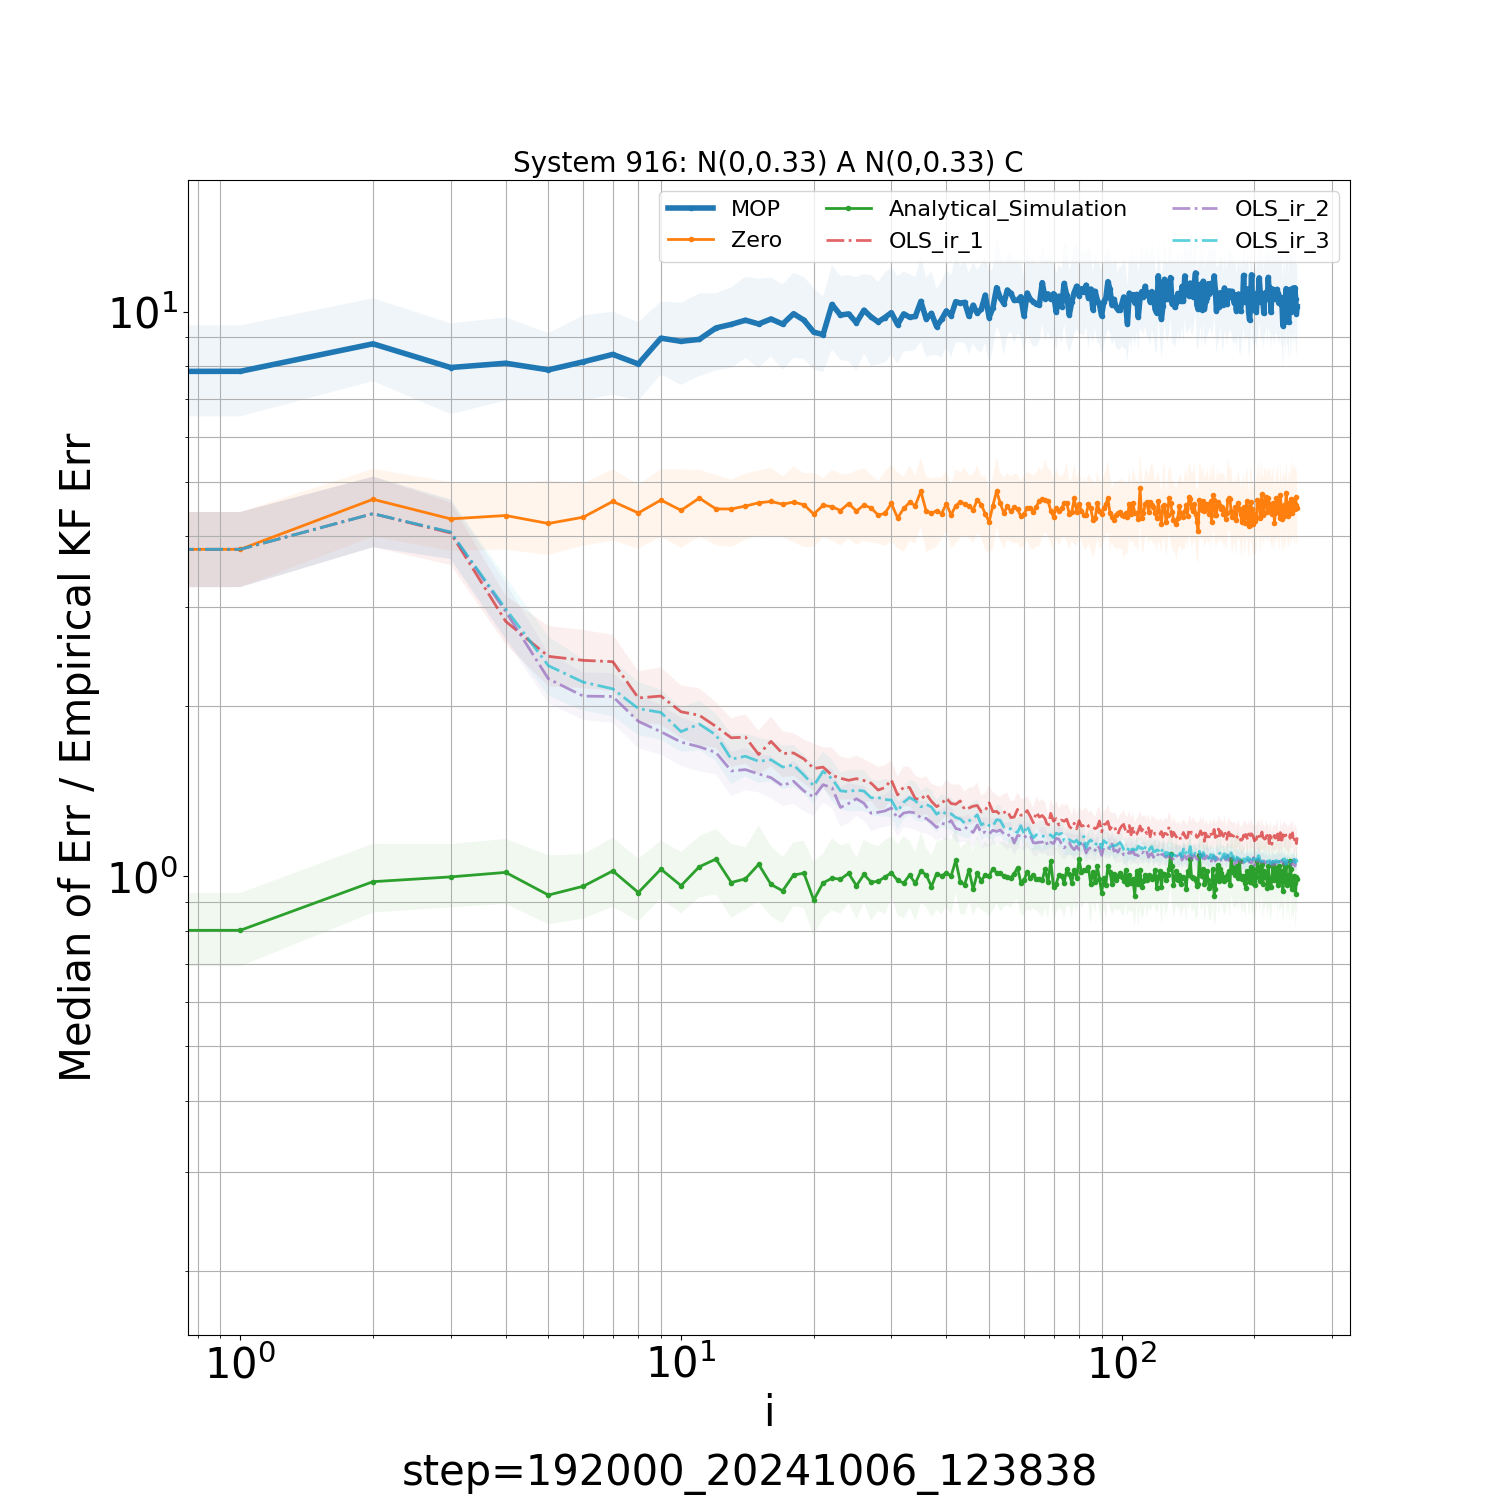 System 916: N(0,0.33) A N(0,0.33) C
MOP
Zero
Analytical_Simulation
OLS_ir_1
OLS_ir_2
OLS_ir_3
Median of Err / Empirical KF Err
10¹
10⁰
10⁰ 10¹ 10²
i
step=192000_20241006_123838